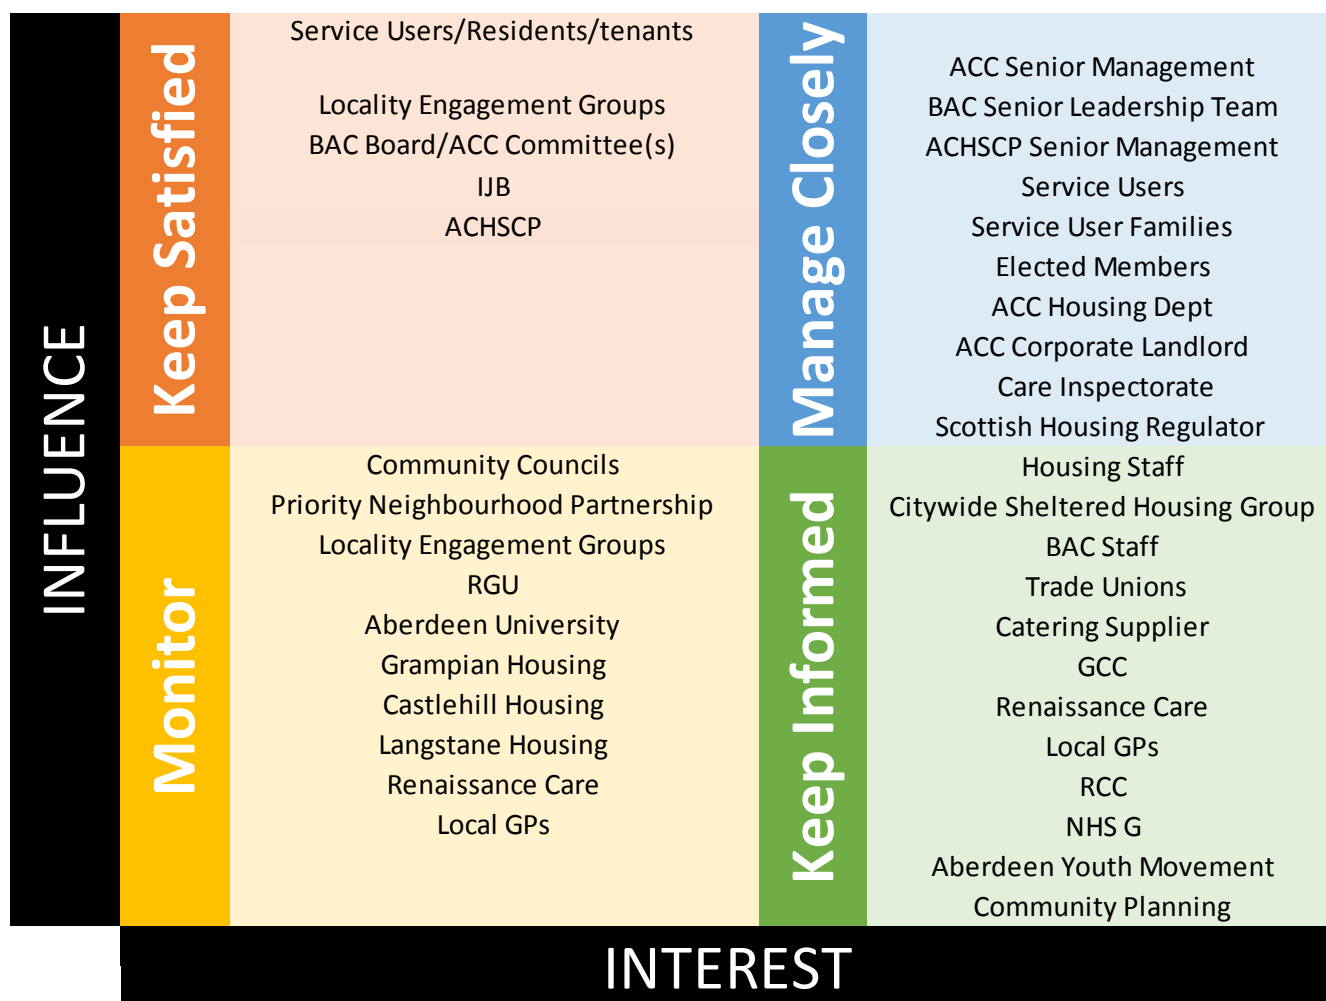 INFLUENCE
Keep Satisfied
Service Users/Residents/tenants
Locality Engagement Groups
BAC Board/ACC Committee(s)
IJB
ACHSCP
Manage Closely
ACC Senior Management
BAC Senior Leadership Team
ACHSCP Senior Management
Service Users
Service User Families
Elected Members
ACC Housing Dept
ACC Corporate Landlord
Care Inspectorate
Scottish Housing Regulator
Monitor
Community Councils
Priority Neighbourhood Partnership
Locality Engagement Groups
RGU
Aberdeen University
Grampian Housing
Castlehill Housing
Langstane Housing
Renaissance Care
Local GPs
Keep Informed
Housing Staff
Citywide Sheltered Housing Group
BAC Staff
Trade Unions
Catering Supplier
GCC
Renaissance Care
Local GPs
RCC
NHS G
Aberdeen Youth Movement
Community Planning
INTEREST